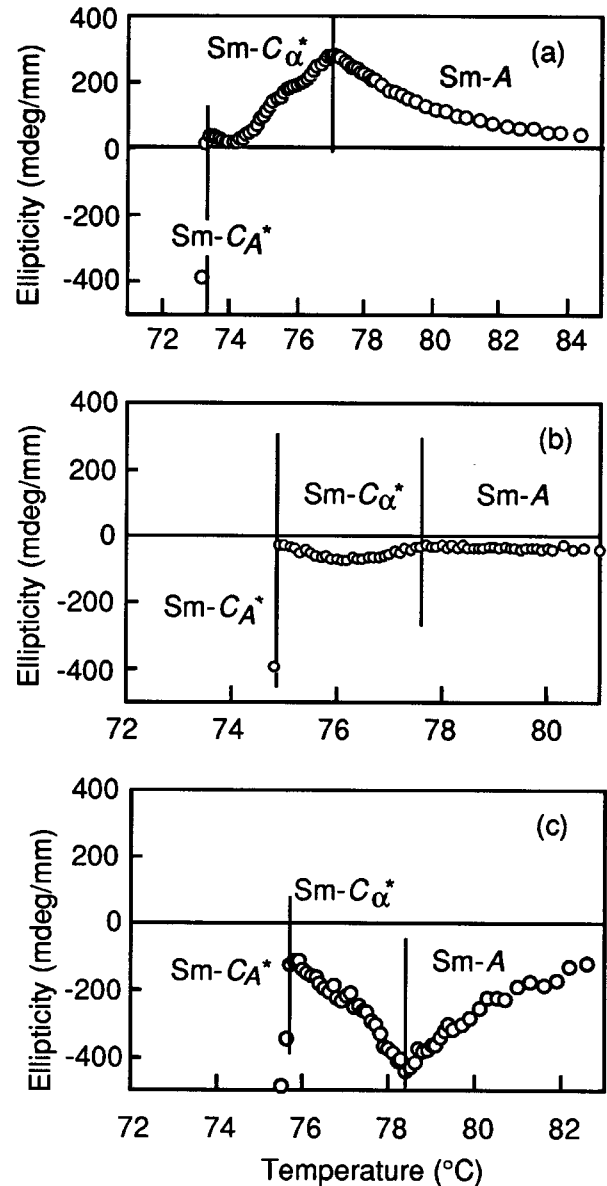 400
200
0
-200
-400
Ellipticity (mdeg/mm)
Sm-Cα*
Sm-A
(a)
Sm-CA*
72 74 76 78 80 82 84
400
200
0
-200
-400
Ellipticity (mdeg/mm)
Sm-Cα*
Sm-A
(b)
Sm-CA*
72 74 76 78 80
400
200
0
-200
-400
Ellipticity (mdeg/mm)
(c)
Sm-Cα*
Sm-CA*
Sm-A
72 74 76 78 80 82
Temperature (°C)